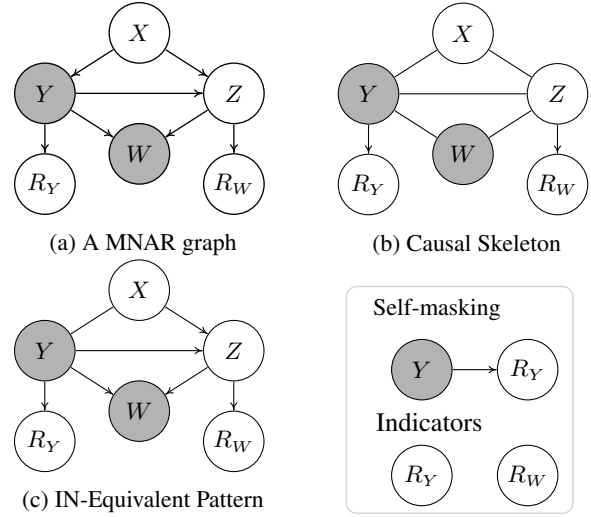 X
Y Z
W
R_Y R_W
(a) A MNAR graph
X
Y Z
W
R_Y R_W
(b) Causal Skeleton
X
Y Z
W
R_Y R_W
(c) IN-Equivalent Pattern
Self-masking
Y R_Y
Indicators
R_Y R_W